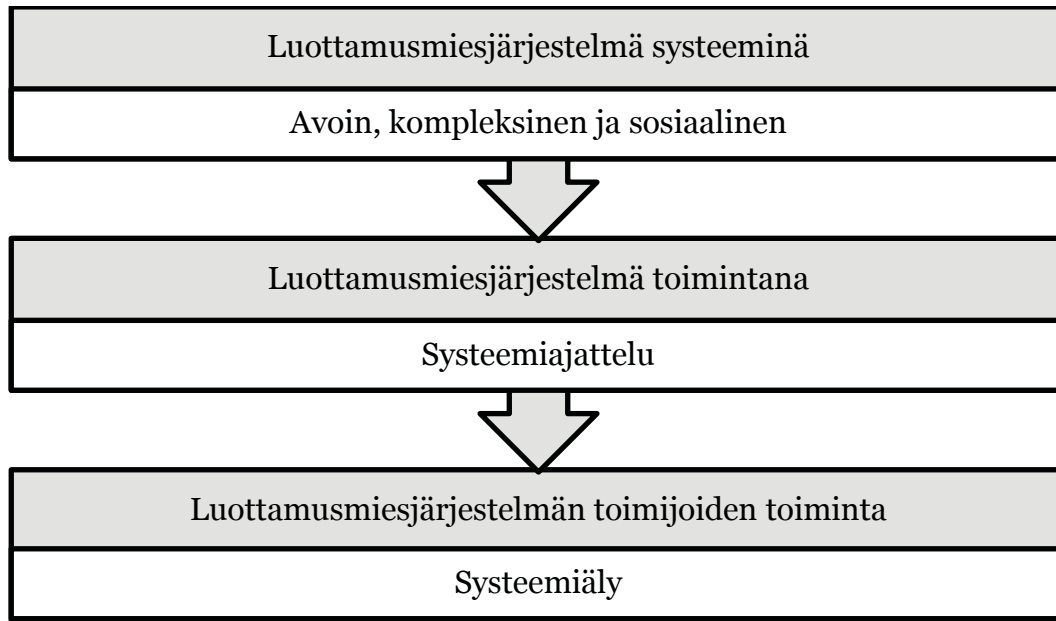 Luottamusmiesjärjestelmä systeeminä
Avoin, kompleksinen ja sosiaalinen
Luottamusmiesjärjestelmä toimintana
Systeemiajattelu
Luottamusmiesjärjestelmän toimijoiden toiminta
Systeemiäly